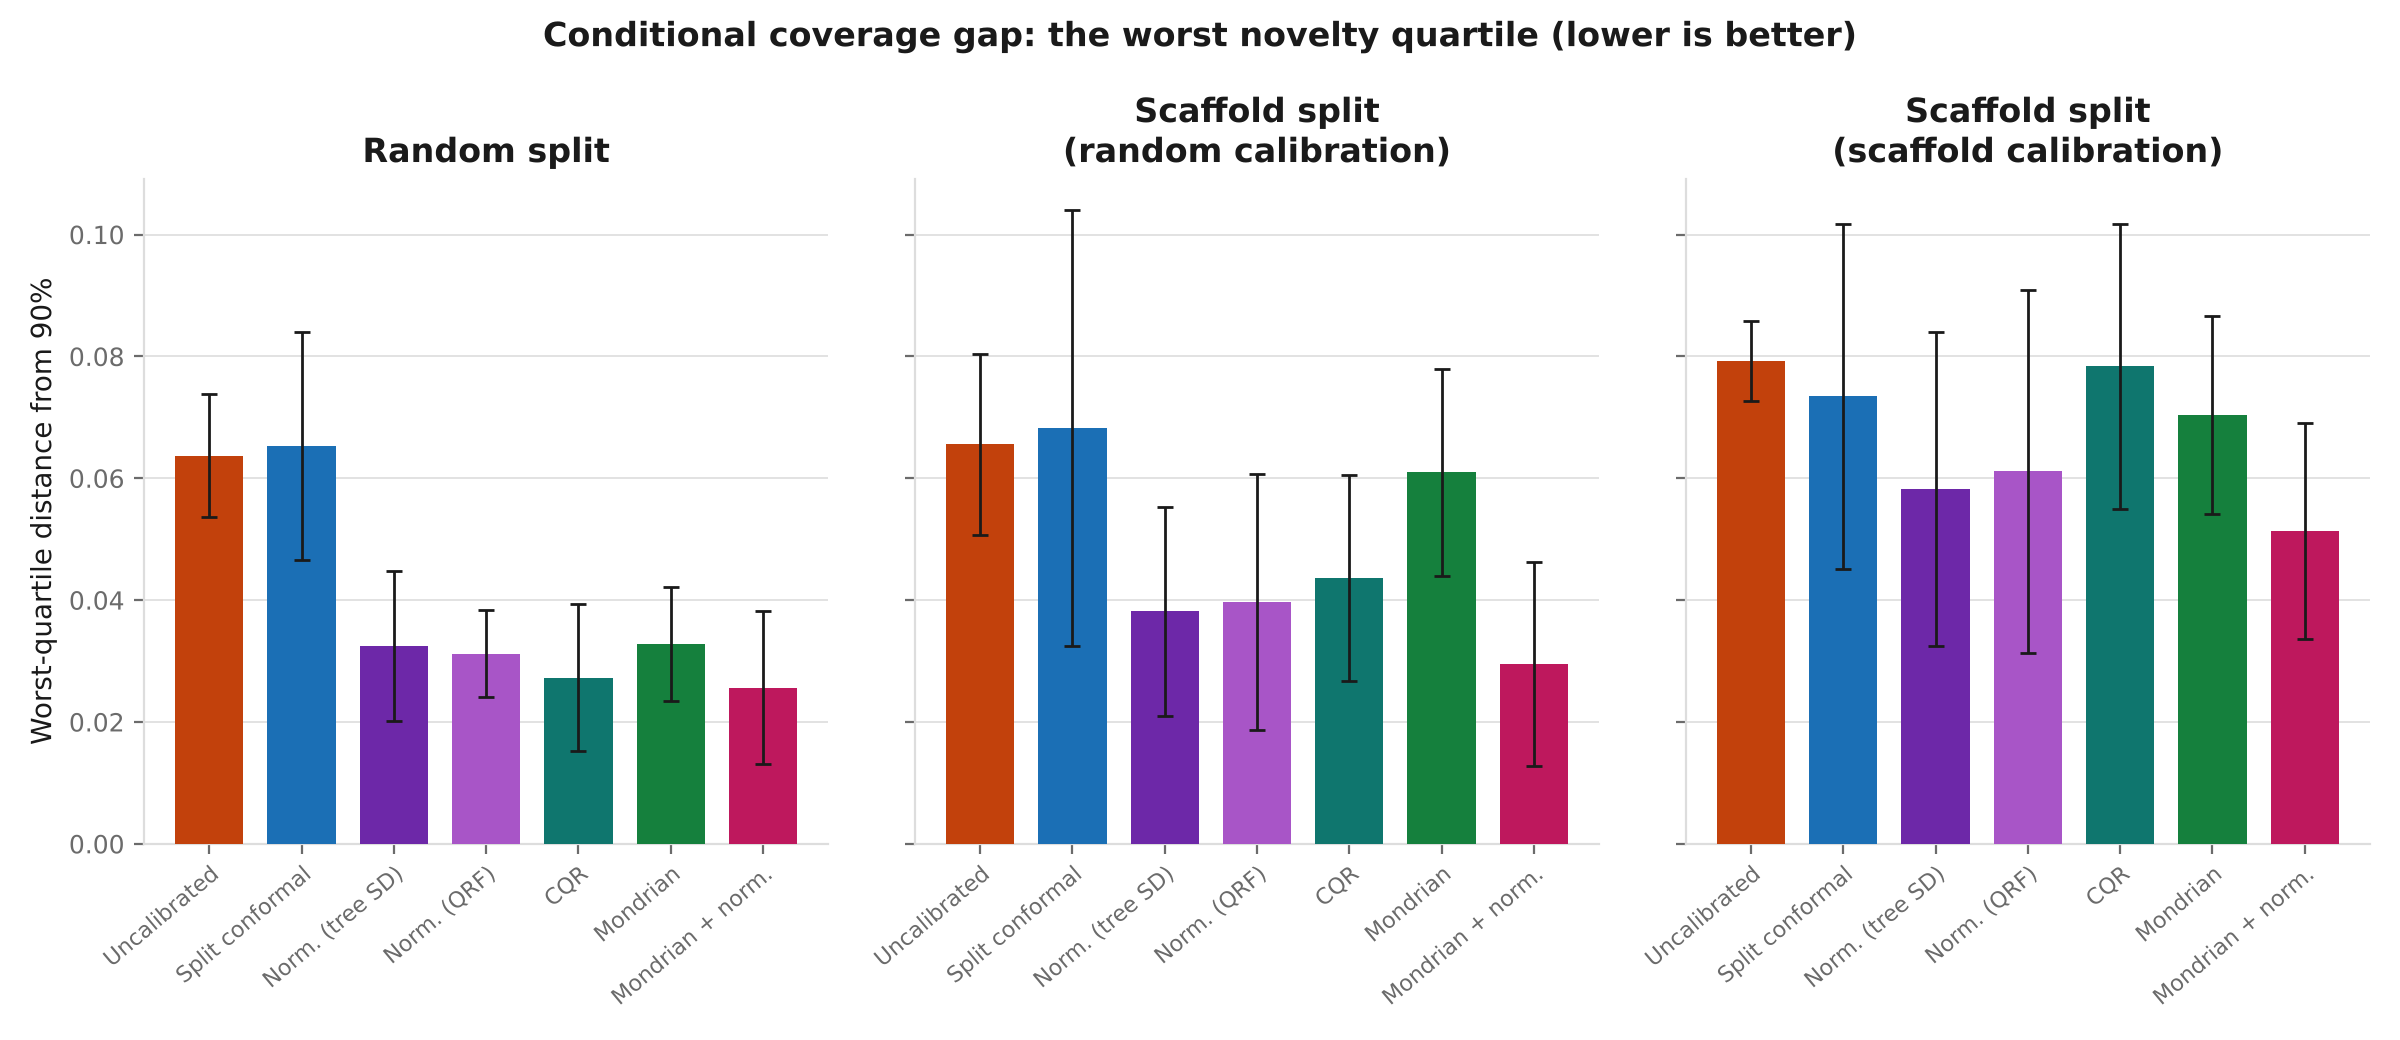 Conditional coverage gap: the worst novelty quartile (lower is better)
Random split
Scaffold split
(random calibration)
Scaffold split
(scaffold calibration)
Worst-quartile distance from 90%
0.10
0.08
0.06
0.04
0.02
0.00
Uncalibrated
Split conformal
Norm. (tree SD)
Norm. (QRF)
CQR
Mondrian
Mondrian + norm.
Uncalibrated
Split conformal
Norm. (tree SD)
Norm. (QRF)
CQR
Mondrian
Mondrian + norm.
Uncalibrated
Split conformal
Norm. (tree SD)
Norm. (QRF)
CQR
Mondrian
Mondrian + norm.